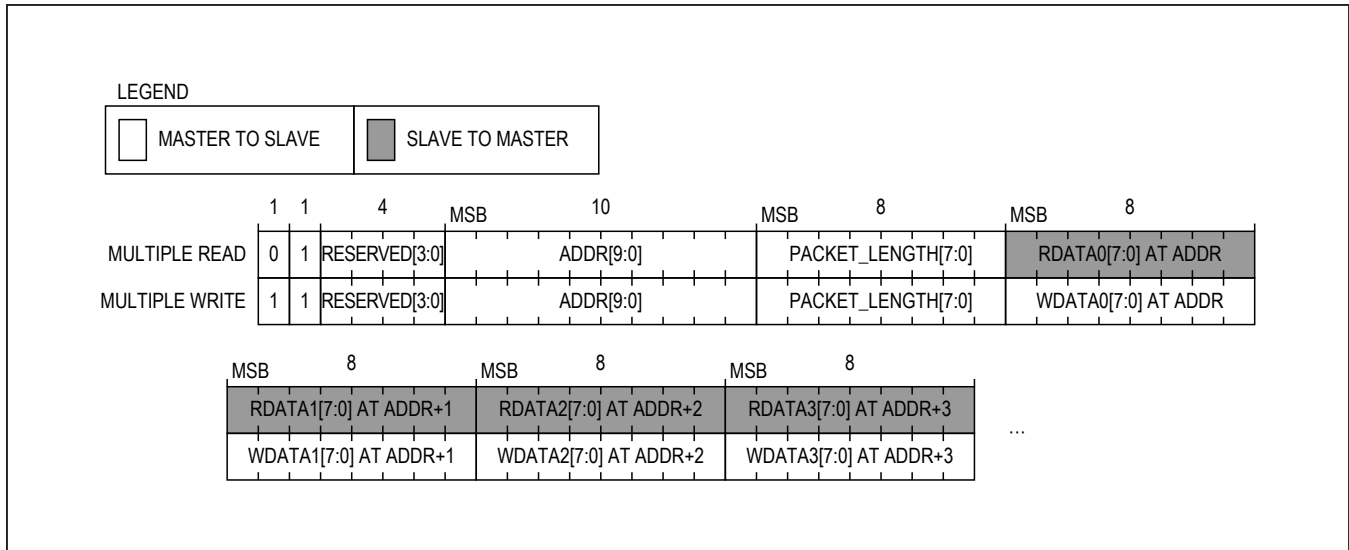 LEGEND
MASTER TO SLAVE SLAVE TO MASTER
1 1 4 MSB 10 MSB 8 MSB 8
MULTIPLE READ 0 1 RESERVED[3:0] ADDR[9:0] PACKET_LENGTH[7:0] RDATA0[7:0] AT ADDR
MULTIPLE WRITE 1 1 RESERVED[3:0] ADDR[9:0] PACKET_LENGTH[7:0] WDATA0[7:0] AT ADDR
MSB 8 MSB 8 MSB 8
RDATA1[7:0] AT ADDR+1 RDATA2[7:0] AT ADDR+2 RDATA3[7:0] AT ADDR+3
WDATA1[7:0] AT ADDR+1 WDATA2[7:0] AT ADDR+2 WDATA3[7:0] AT ADDR+3 ...